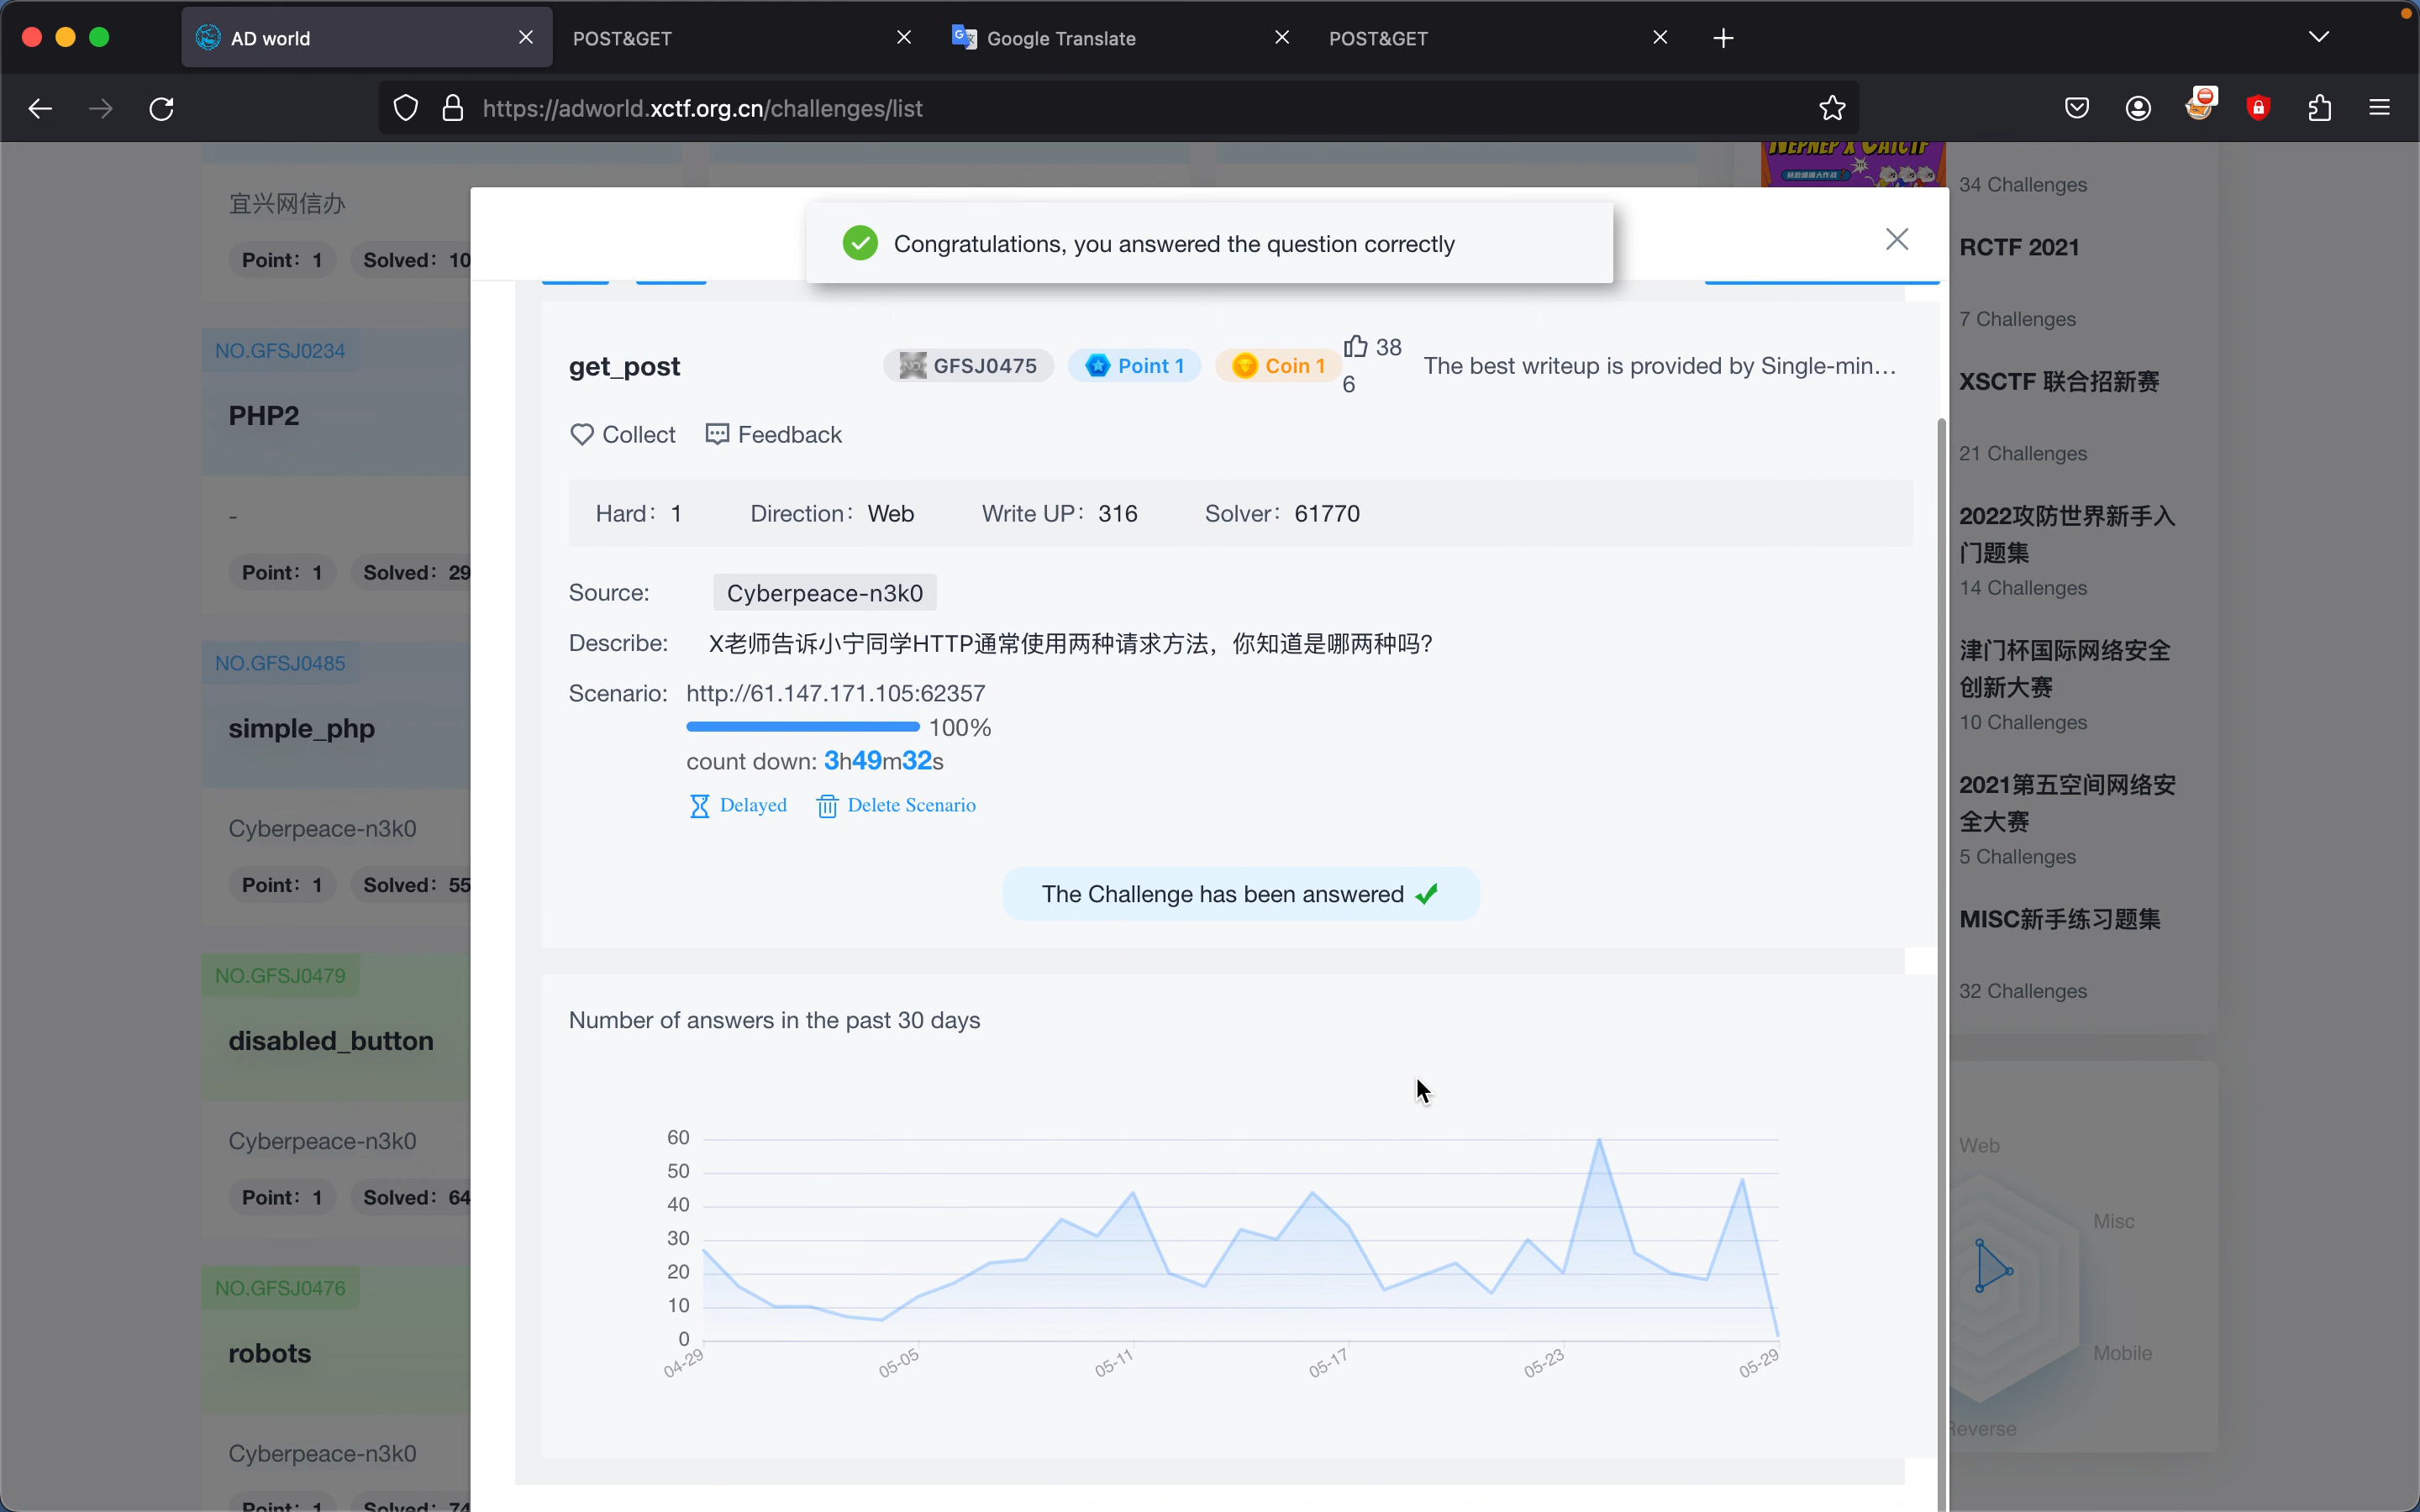 AD world
POST&GET
Google Translate
POST&GET
https://adworld.xctf.org.cn/challenges/list
宜兴网信办
Point: 1 Solved: 10
NO.GFSJ0234
PHP2
-
Point: 1 Solved: 29
NO.GFSJ0485
simple_php
Cyberpeace-n3k0
Point: 1 Solved: 55
NO.GFSJ0479
disabled_button
Cyberpeace-n3k0
Point: 1 Solved: 64
NO.GFSJ0476
robots
Cyberpeace-n3k0
Point: 1 Solved: 74
Congratulations, you answered the question correctly
get_post
GFSJ0475
Point 1
Coin 1
38
6
The best writeup is provided by Single-min...
Collect
Feedback
Hard: 1 Direction: Web Write UP: 316 Solver: 61770
Source: Cyberpeace-n3k0
Describe: X老师告诉小宁同学HTTP通常使用两种请求方法，你知道是哪两种吗?
Scenario: http://61.147.171.105:62357
100%
count down: 3h49m32s
Delayed
Delete Scenario
The Challenge has been answered
Number of answers in the past 30 days
60
50
40
30
20
10
0
04-29 05-05 05-11 05-17 05-23 05-29
NEPNEP X CATCTF
34 Challenges
RCTF 2021
7 Challenges
XSCTF 联合招新赛
21 Challenges
2022攻防世界新手入
门题集
14 Challenges
津门杯国际网络安全
创新大赛
10 Challenges
2021第五空间网络安
全大赛
5 Challenges
MISC新手练习题集
32 Challenges
Web
Misc
Mobile
Reverse